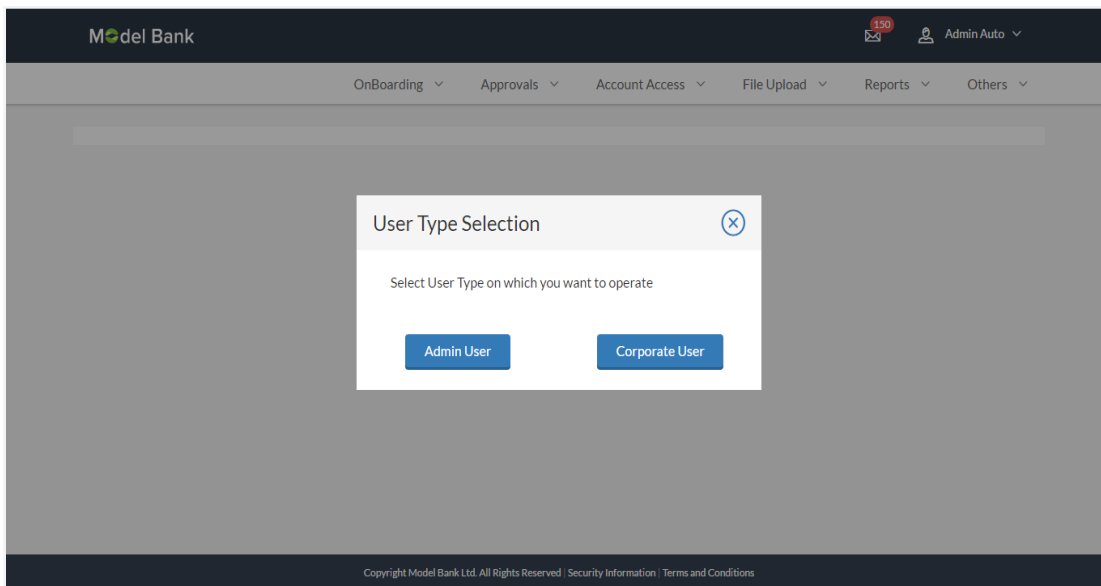 Model Bank
150
Admin Auto
OnBoarding Approvals Account Access File Upload Reports Others
User Type Selection
Select User Type on which you want to operate
Admin User Corporate User
Copyright Model Bank Ltd. All Rights Reserved | Security Information | Terms and Conditions